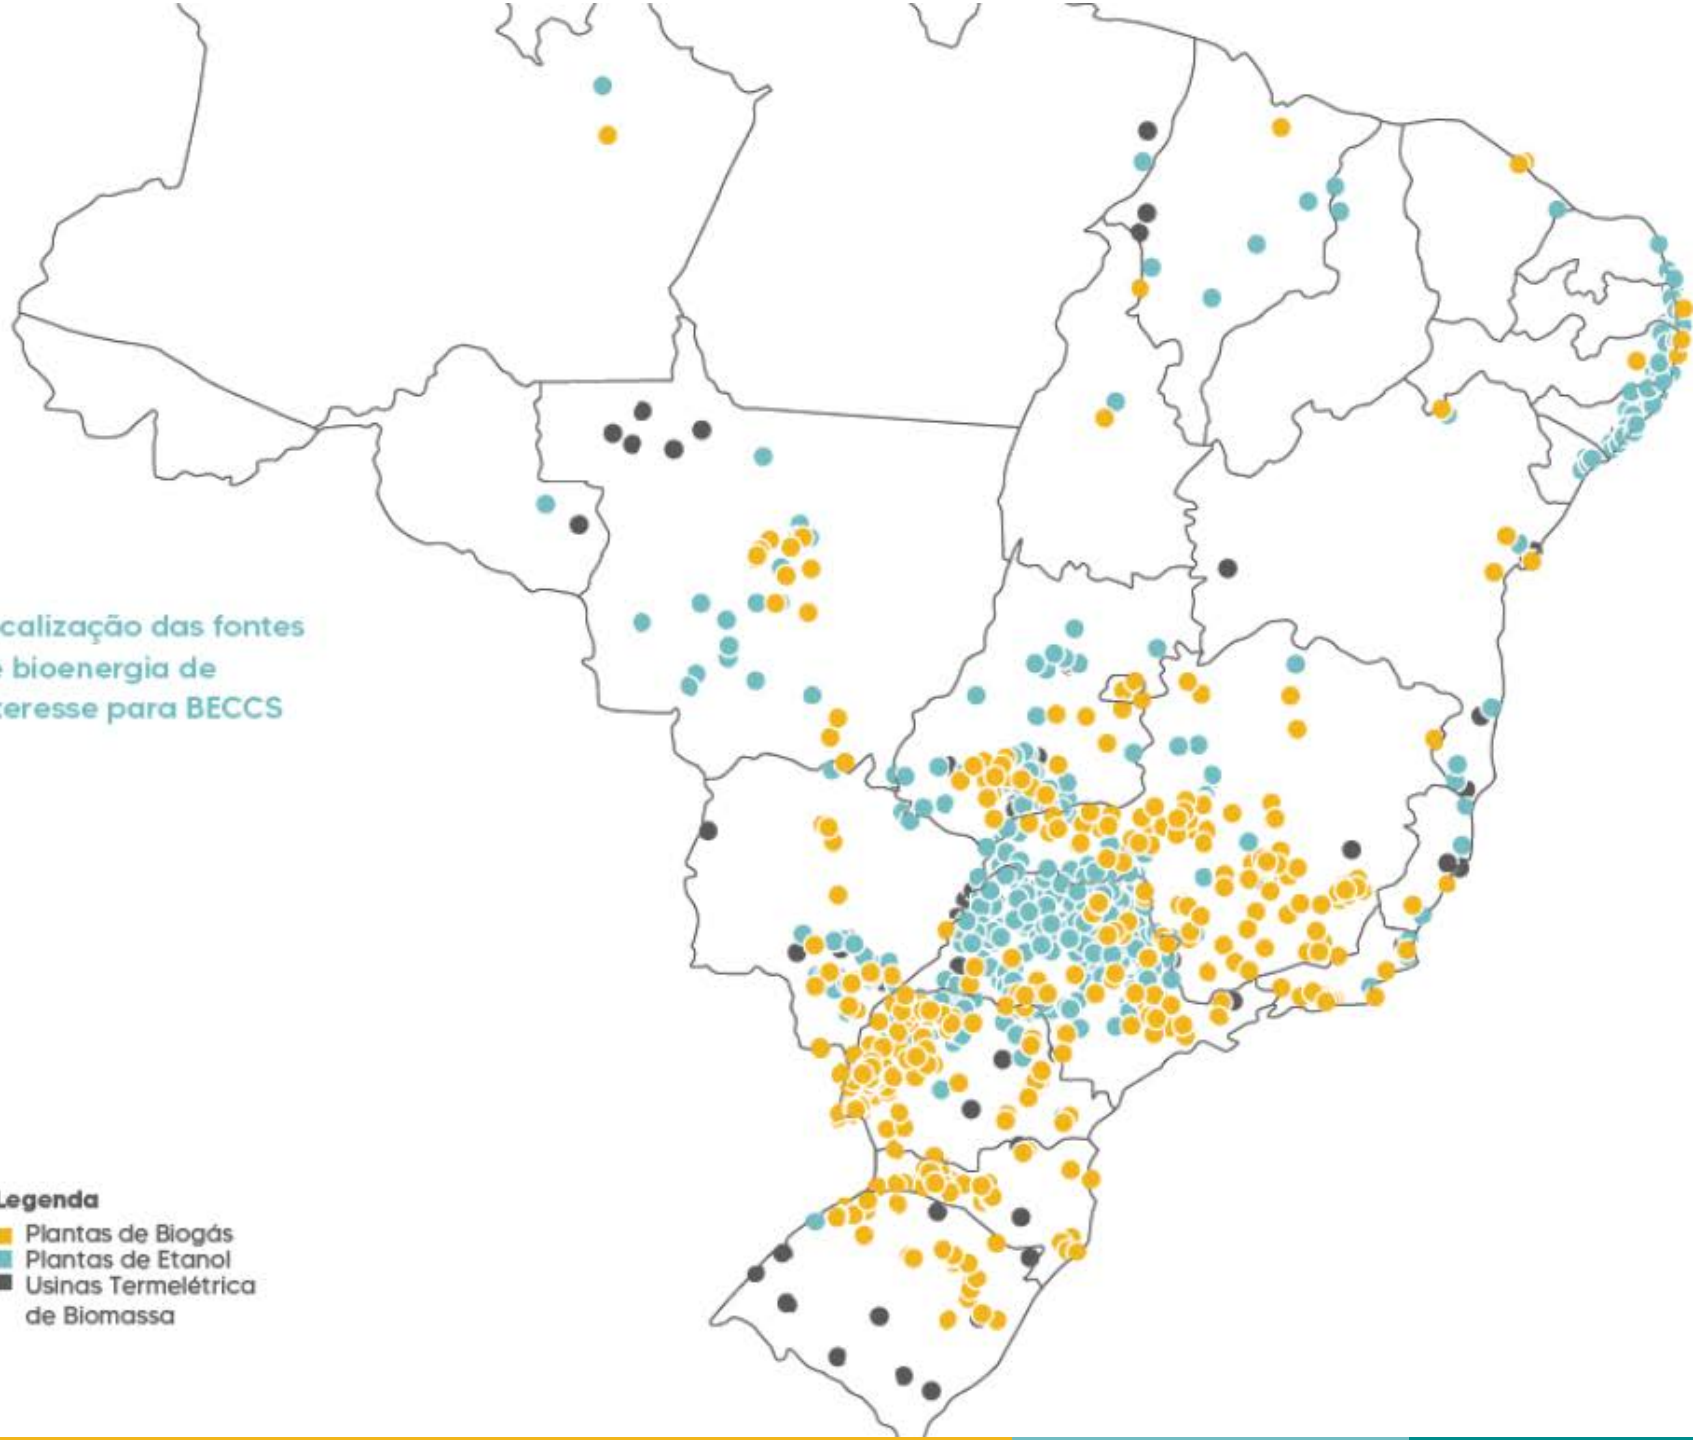 calização das fontes
e bioenergia de
teresse para BECCS
Legenda
Plantas de Biogás
Plantas de Etanol
Usinas Termelétrica
de Biomassa